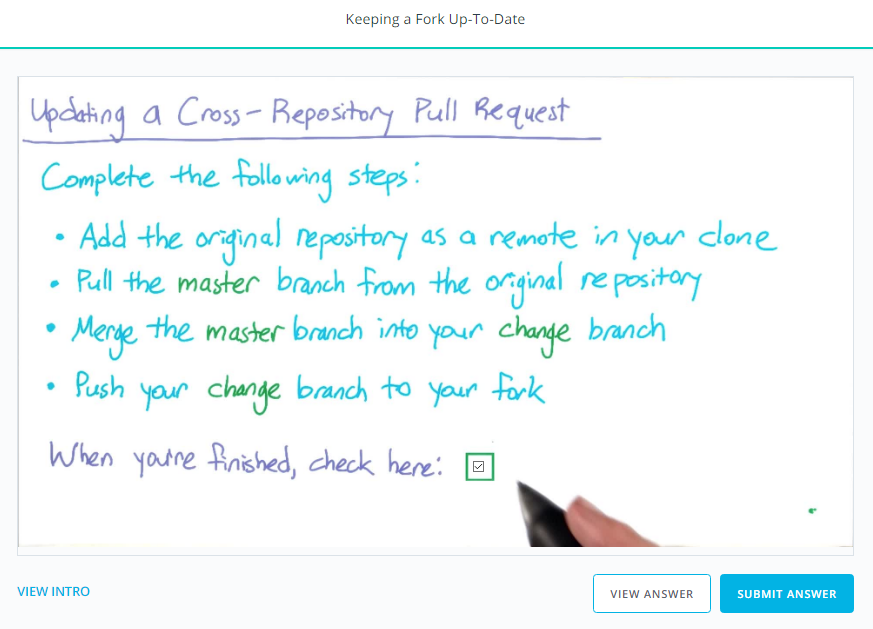 Keeping a Fork Up-To-Date
Updating a Cross-Repository Pull Request
Complete the following steps:
• Add the original repository as a remote in your clone
• Pull the master branch from the original repository
• Merge the master branch into your change branch
• Push your change branch to your fork
When you're finished, check here:
VIEW INTRO
VIEW ANSWER
SUBMIT ANSWER